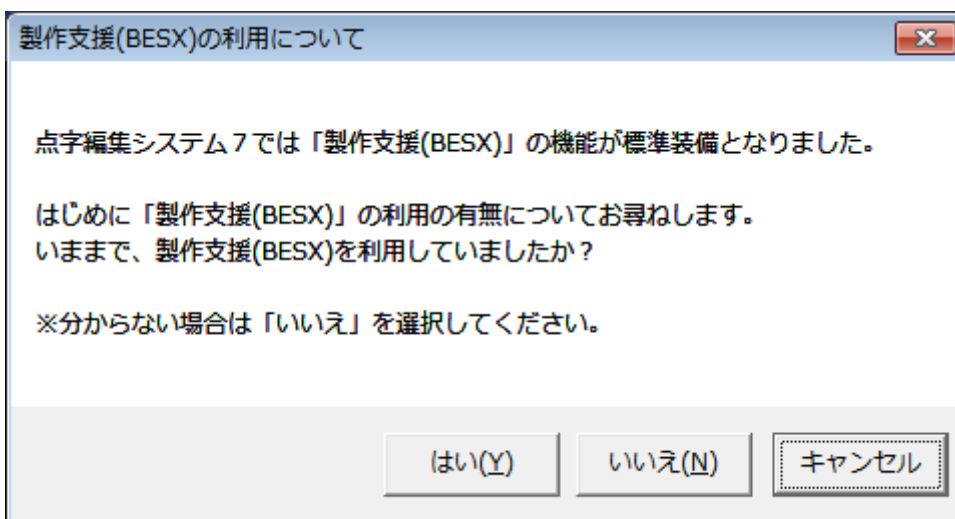 製作支援(BESX)の利用について
点字編集システム７では「製作支援(BESX)」の機能が標準装備となりました。
はじめに「製作支援(BESX)」の利用の有無についてお尋ねします。
いままで、製作支援(BESX)を利用していましたか？
※分からない場合は「いいえ」を選択してください。
はい(Y) いいえ(N) キャンセル